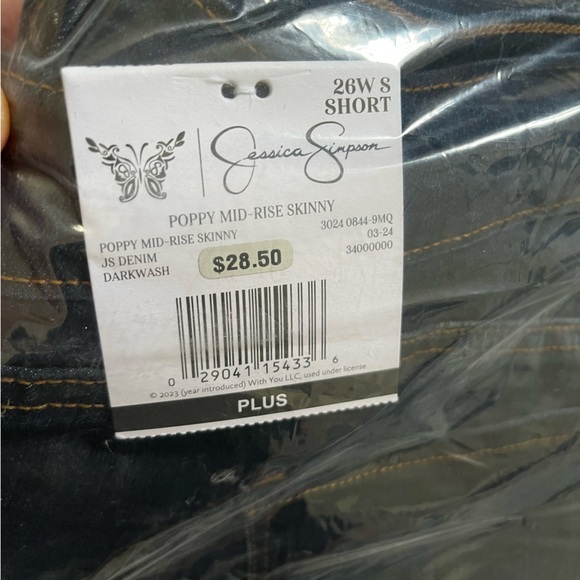 26W S
SHORT
Jessica Simpson
POPPY MID-RISE SKINNY
POPPY MID-RISE SKINNY 3024 0844-9MQ
JS DENIM 03-24
DARKWASH $28.50 34000000
0 29041 15433 6
© 2023 (year introduced) With You LLC, used under license
PLUS